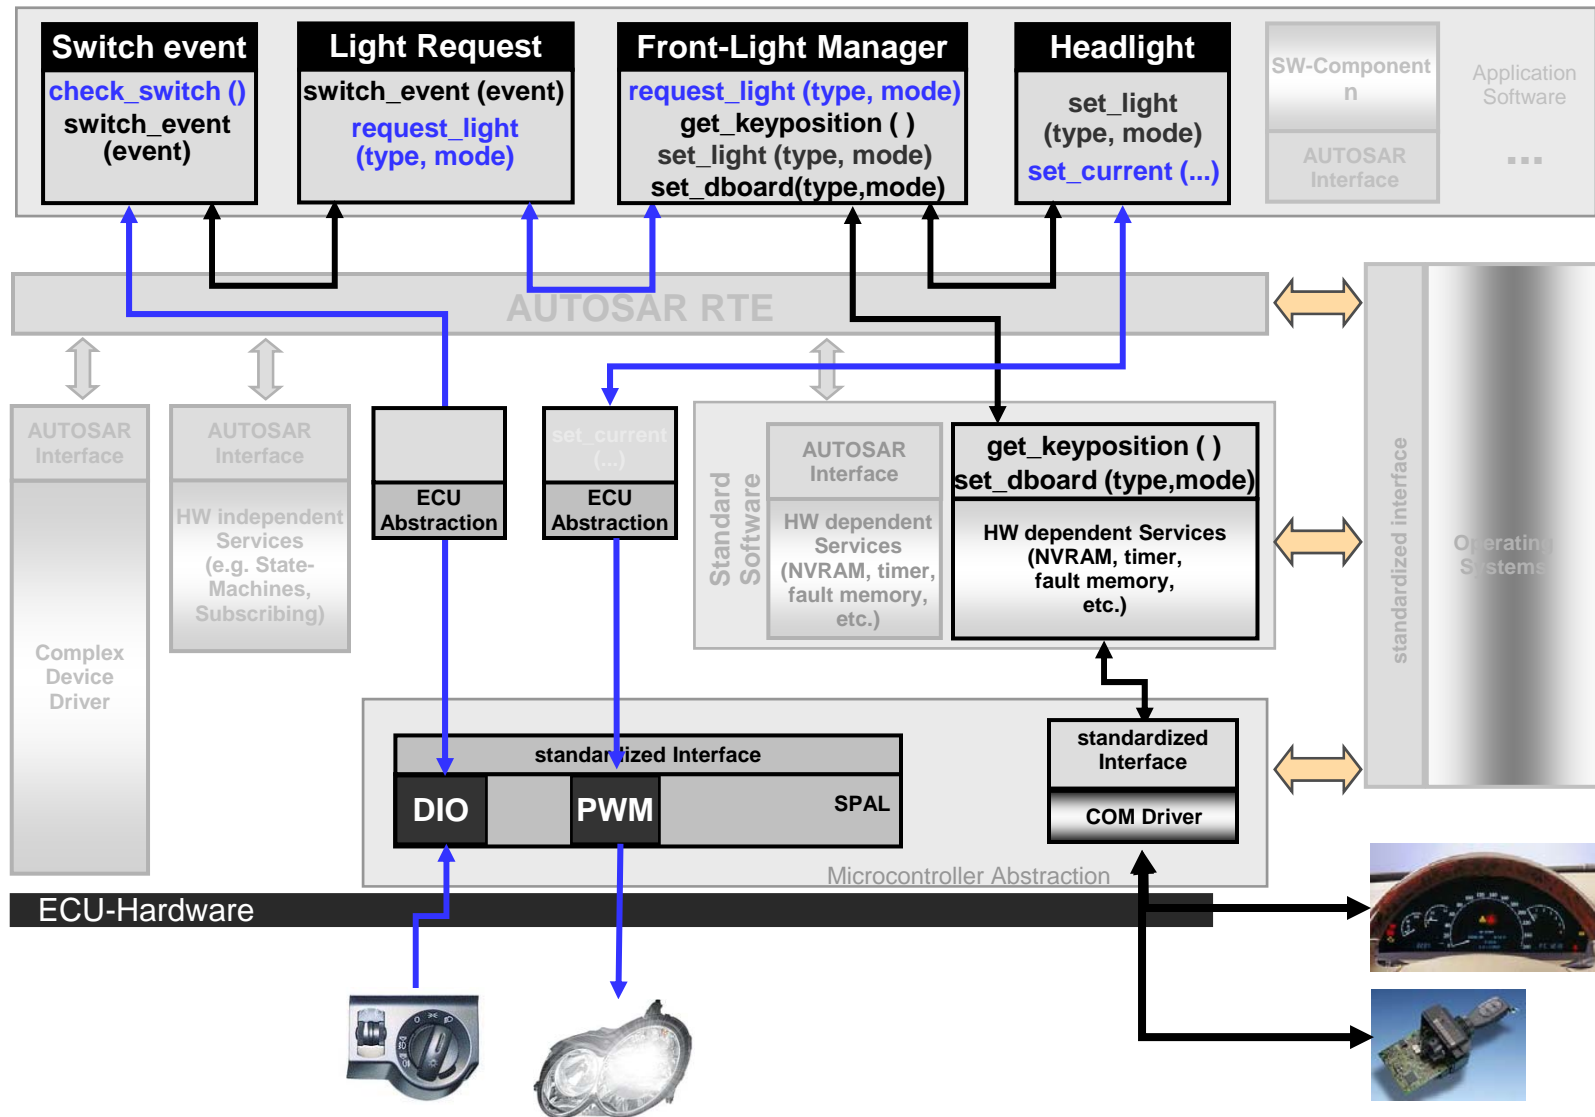 Switch event
check_switch ()
switch_event
(event)
Light Request
switch_event (event)
request_light
(type, mode)
Front-Light Manager
request_light (type, mode)
get_keyposition ( )
set_light (type, mode)
set_dboard(type,mode)
Headlight
set_light
(type, mode)
set_current (...)
SW-Component
n
AUTOSAR
Interface
Application
Software
...
AUTOSAR RTE
AUTOSAR
Interface
Complex
Device
Driver
AUTOSAR
Interface
HW independent
Services
(e.g. State-
Machines,
Subscribing)
ECU
Abstraction
set_current
(...)
ECU
Abstraction
Standard
Software
AUTOSAR
Interface
HW dependent
Services
(NVRAM, timer,
fault memory,
etc.)
get_keyposition ( )
set_dboard (type,mode)
HW dependent Services
(NVRAM, timer,
fault memory,
etc.)
standardized interface
Operating
Systems
standardized Interface
DIO
PWM
SPAL
standardized
Interface
COM Driver
Microcontroller Abstraction
ECU-Hardware